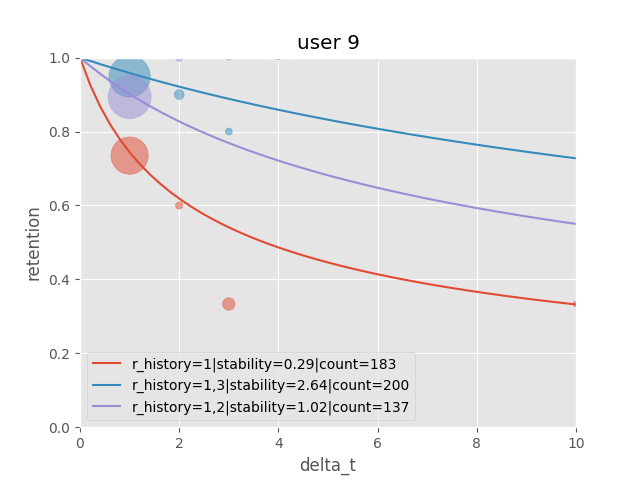 user 9
1.0
0.8
0.6
0.4
0.2
0.0
retention
r_history=1|stability=0.29|count=183
r_history=1,3|stability=2.64|count=200
r_history=1,2|stability=1.02|count=137
0 2 4 6 8 10
delta_t